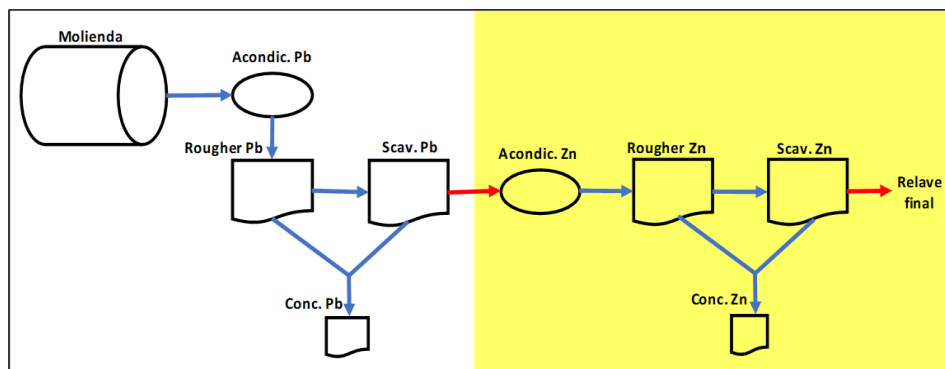 Molienda
Acondic. Pb
Rougher Pb
Scav. Pb
Acondic. Zn
Rougher Zn
Scav. Zn
Relave
final
Conc. Pb
Conc. Zn